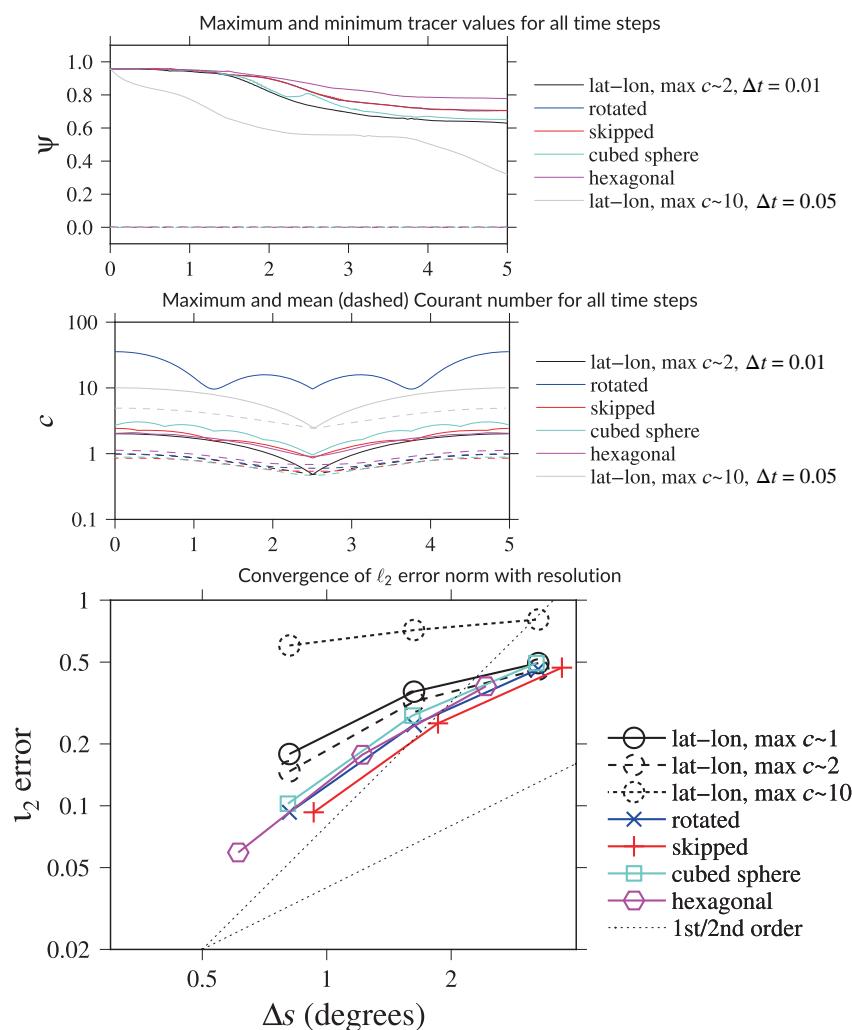 Maximum and minimum tracer values for all time steps
1.0
0.8
0.6
0.4
0.2
0.0
ψ
0 1 2 3 4 5
lat–lon, max c~2, Δt = 0.01
rotated
skipped
cubed sphere
hexagonal
lat–lon, max c~10, Δt = 0.05
Maximum and mean (dashed) Courant number for all time steps
100
10
1
0.1
c
0 1 2 3 4 5
lat–lon, max c~2, Δt = 0.01
rotated
skipped
cubed sphere
hexagonal
lat–lon, max c~10, Δt = 0.05
Convergence of ℓ₂ error norm with resolution
1
0.5
0.2
0.1
0.05
0.02
ι₂ error
0.5 1 2
Δs (degrees)
lat–lon, max c~1
lat–lon, max c~2
lat–lon, max c~10
rotated
skipped
cubed sphere
hexagonal
1st/2nd order